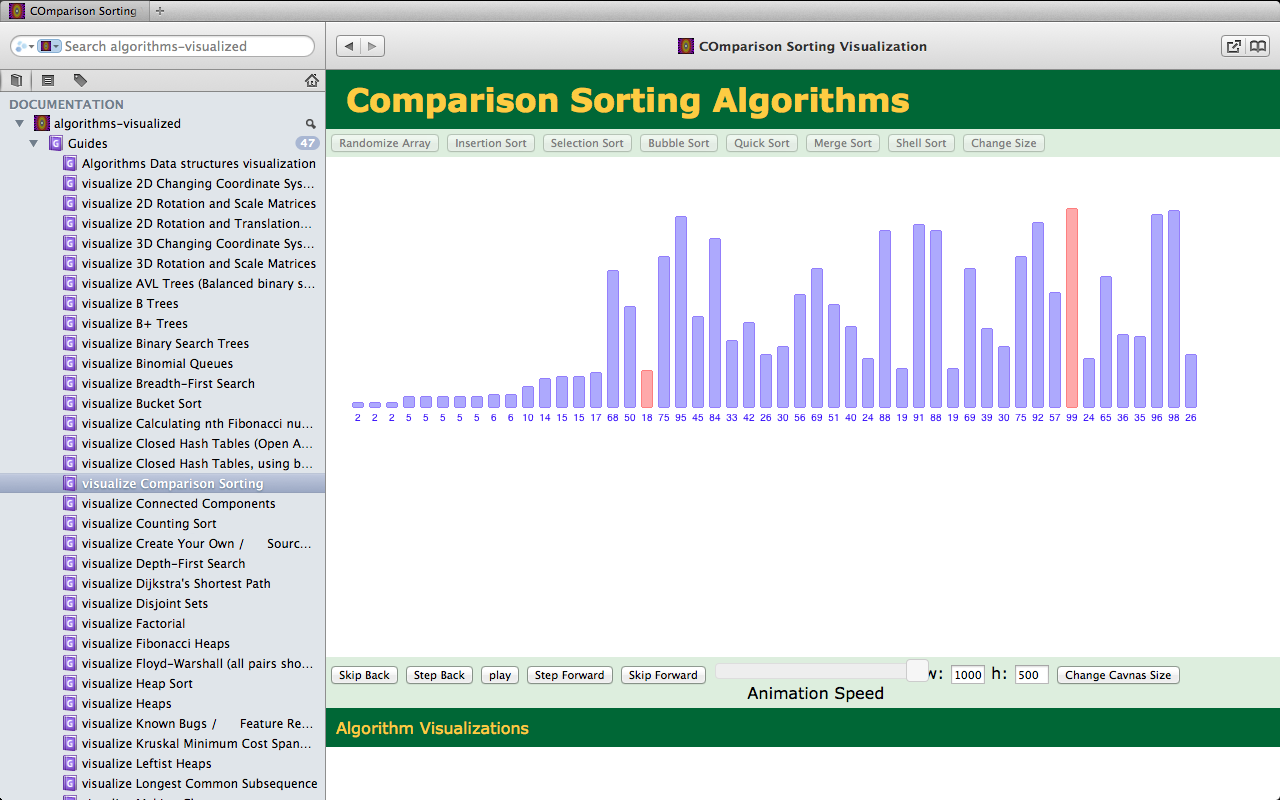 COmparison Sorting
Search algorithms-visualized
COmparison Sorting Visualization
DOCUMENTATION
algorithms-visualized
Guides 47
Algorithms Data structures visualization
visualize 2D Changing Coordinate Sys...
visualize 2D Rotation and Scale Matrices
visualize 2D Rotation and Translation...
visualize 3D Changing Coordinate Sys...
visualize 3D Rotation and Scale Matrices
visualize AVL Trees (Balanced binary s...
visualize B Trees
visualize B+ Trees
visualize Binary Search Trees
visualize Binomial Queues
visualize Breadth-First Search
visualize Bucket Sort
visualize Calculating nth Fibonacci nu...
visualize Closed Hash Tables (Open A...
visualize Closed Hash Tables, using b...
visualize Comparison Sorting
visualize Connected Components
visualize Counting Sort
visualize Create Your Own / Sourc...
visualize Depth-First Search
visualize Dijkstra's Shortest Path
visualize Disjoint Sets
visualize Factorial
visualize Fibonacci Heaps
visualize Floyd-Warshall (all pairs sho...
visualize Heap Sort
visualize Heaps
visualize Known Bugs / Feature Re...
visualize Kruskal Minimum Cost Span...
visualize Leftist Heaps
visualize Longest Common Subsequence
Comparison Sorting Algorithms
Randomize Array Insertion Sort Selection Sort Bubble Sort Quick Sort Merge Sort Shell Sort Change Size
2 2 2 5 5 5 5 5 6 6 10 14 15 15 17 68 50 18 75 95 45 84 33 42 26 30 56 69 51 40 24 88 19 91 88 19 69 39 30 75 92 57 99 24 65 36 35 96 98 26
Skip Back Step Back play Step Forward Skip Forward w: 1000 h: 500 Change Cavnas Size
Animation Speed
Algorithm Visualizations